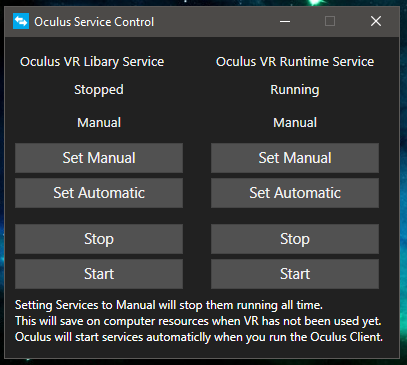 Oculus Service Control
Oculus VR Libary Service Oculus VR Runtime Service
Stopped Running
Manual Manual
Set Manual Set Manual
Set Automatic Set Automatic
Stop Stop
Start Start
Setting Services to Manual will stop them running all time.
This will save on computer resources when VR has not been used yet.
Oculus will start services automaticlly when you run the Oculus Client.